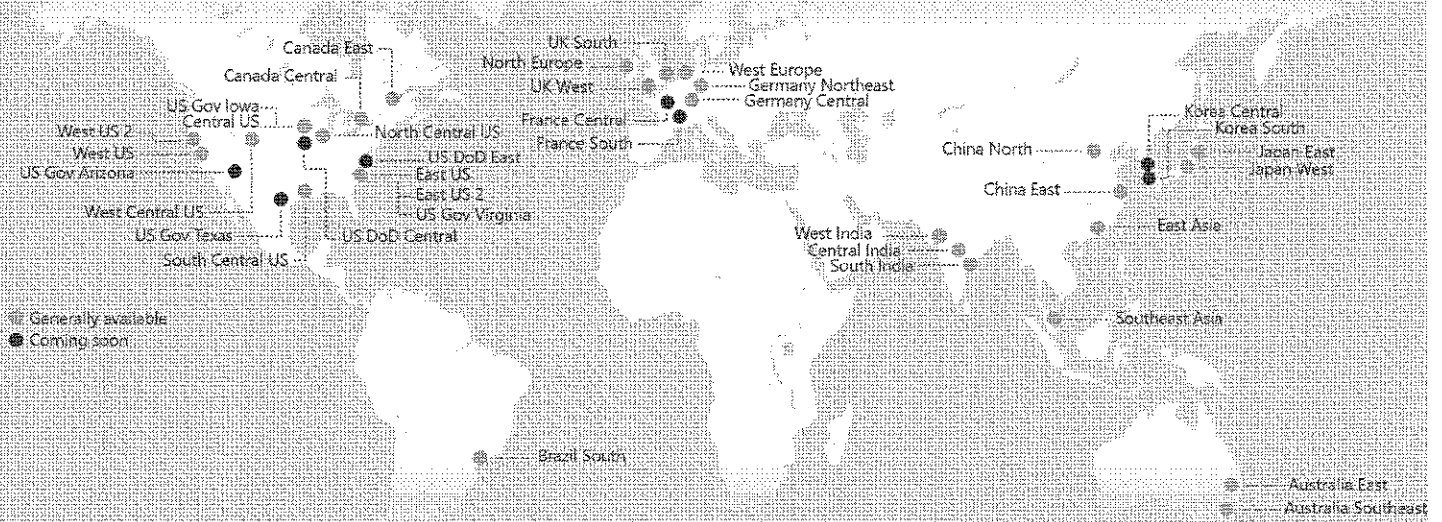 Canada East
Canada Central
US Gov Iowa
Central US
West US 2
West US
US Gov Arizona
West Central US
US Gov Texas
South Central US
North Central US
US DoD East
East US
East US 2
US Gov Virginia
US DoD Central
UK South
North Europe
UK West
France Central
France South
West Europe
Germany Northeast
Germany Central
Korea Central
Korea South
China North
Japan East
Japan West
China East
East Asia
West India
Central India
South India
Southeast Asia
Generally available
Coming soon
Brazil South
Australia East
Australia Southeast